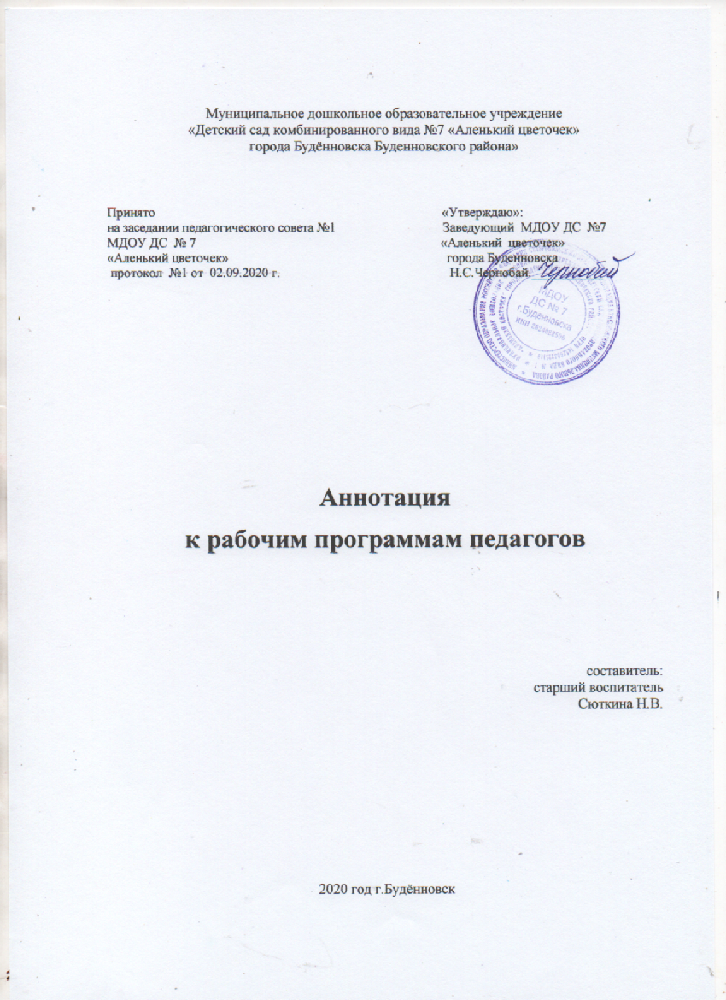 Муниципальное дошкольное образовательное учреждение
«Детский сад комбинированного вида №7 «Аленький цветочек»
города Будённовска Буденновского района»
Принято
на заседании педагогического совета №1
МДОУ ДС № 7
«Аленький цветочек»
протокол №1 от 02.09.2020 г.
«Утверждаю»:
Заведующий МДОУ ДС №7
«Аленький цветочек»
города Буденновска
Н.С.Чернобай Чернобай
МДОУ
ДС № 7
г.Буденновска
Аннотация
к рабочим программам педагогов
составитель:
старший воспитатель
Сюткина Н.В.
2020 год г.Будённовск